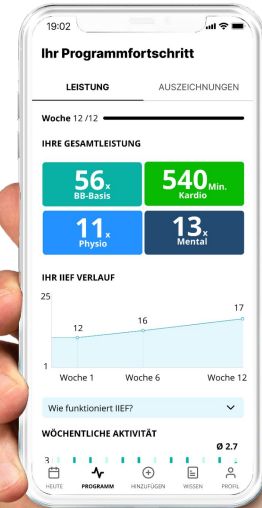 19:02
Ihr Programmfortschritt
LEISTUNG AUSZEICHNUNGEN
Woche 12 /12
IHRE GESAMTLEISTUNG
56x 540 Min.
BB-Basis Kardio
11x 13x
Physio Mental
IHR IIEF VERLAUF
25
12 16 17
1
Woche 1 Woche 6 Woche 12
Wie funktioniert IIEF?
WÖCHENTLICHE AKTIVITÄT
Ø 2.7
3
HEUTE PROGRAMM HINZUFÜGEN WISSEN PROFIL